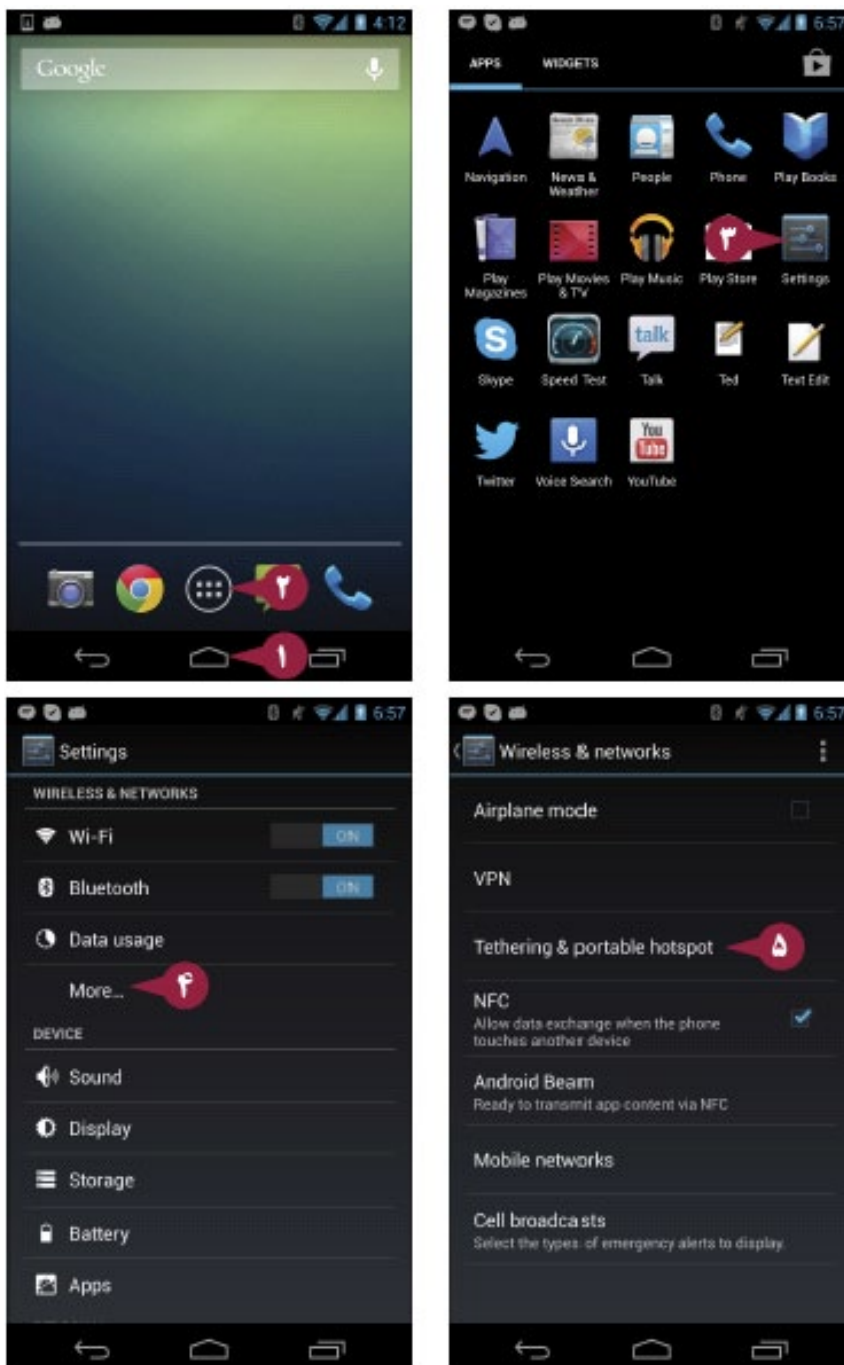 4:12
Google
۲
۱
6:57
APPS WIDGETS
Navigation News & Weather People Phone Play Books
۳
Play Magazines Play Movies & TV Play Music Play Store Settings
talk
Skype Speed Test Talk Ted Text Edit
You Tube
Twitter Voice Search YouTube
6:57
Settings
WIRELESS & NETWORKS
Wi-Fi ON
Bluetooth ON
Data usage
More... ۴
DEVICE
Sound
Display
Storage
Battery
Apps
6:57
Wireless & networks
Airplane mode
VPN
Tethering & portable hotspot ۵
NFC
Allow data exchange when the phone
touches another device
Android Beam
Ready to transmit app content via NFC
Mobile networks
Cell broadcasts
Select the types of emergency alerts to display.